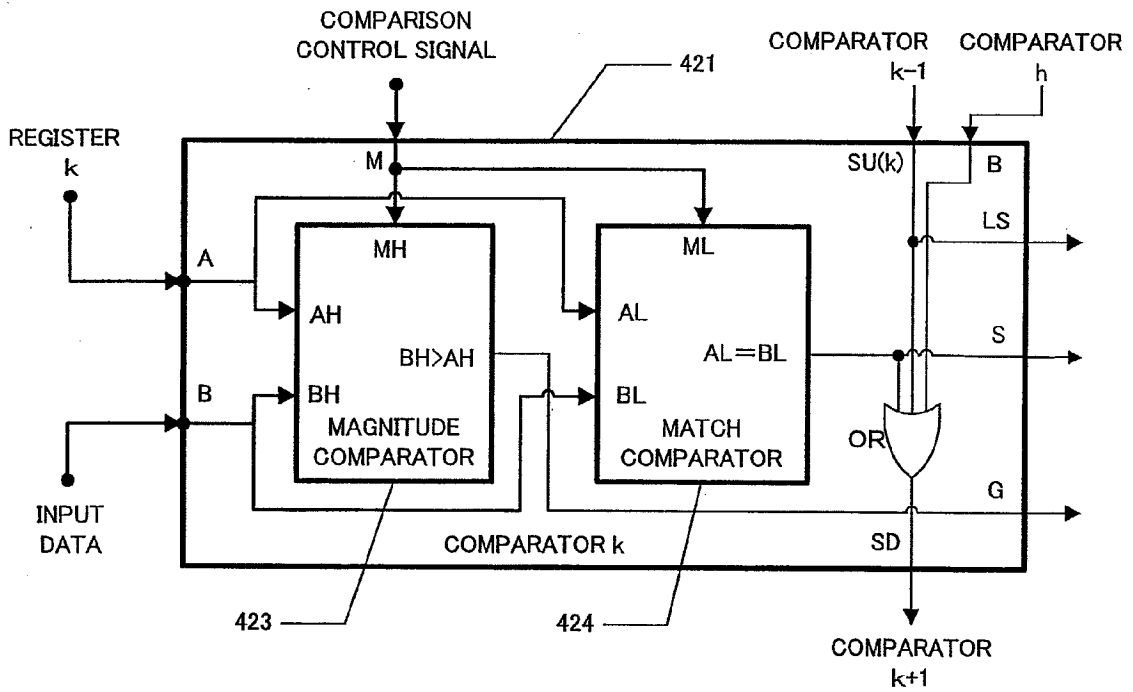 COMPARISON
CONTROL SIGNAL
COMPARATOR
k-1
COMPARATOR
h
421
REGISTER
k
M
SU(k)
B
LS
MH
ML
A
AH
AL
BH>AH
AL=BL
S
B
BH
BL
MAGNITUDE
COMPARATOR
MATCH
COMPARATOR
OR
G
INPUT
DATA
COMPARATOR k
SD
423
424
COMPARATOR
k+1